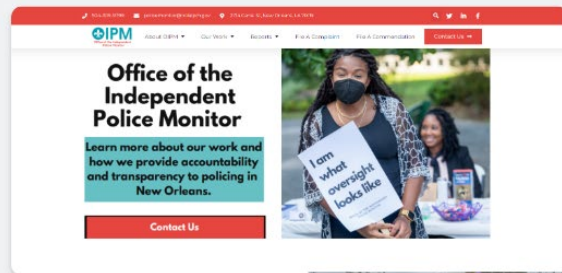 OIPM
About OIPM
Our Work
Reports
File A Complaint
File A Commendation
Contact Us →
Office of the
Independent
Police Monitor
Learn more about our work and
how we provide accountability
and transparency to policing in
New Orleans.
Contact Us
I am
what
oversight
looks like